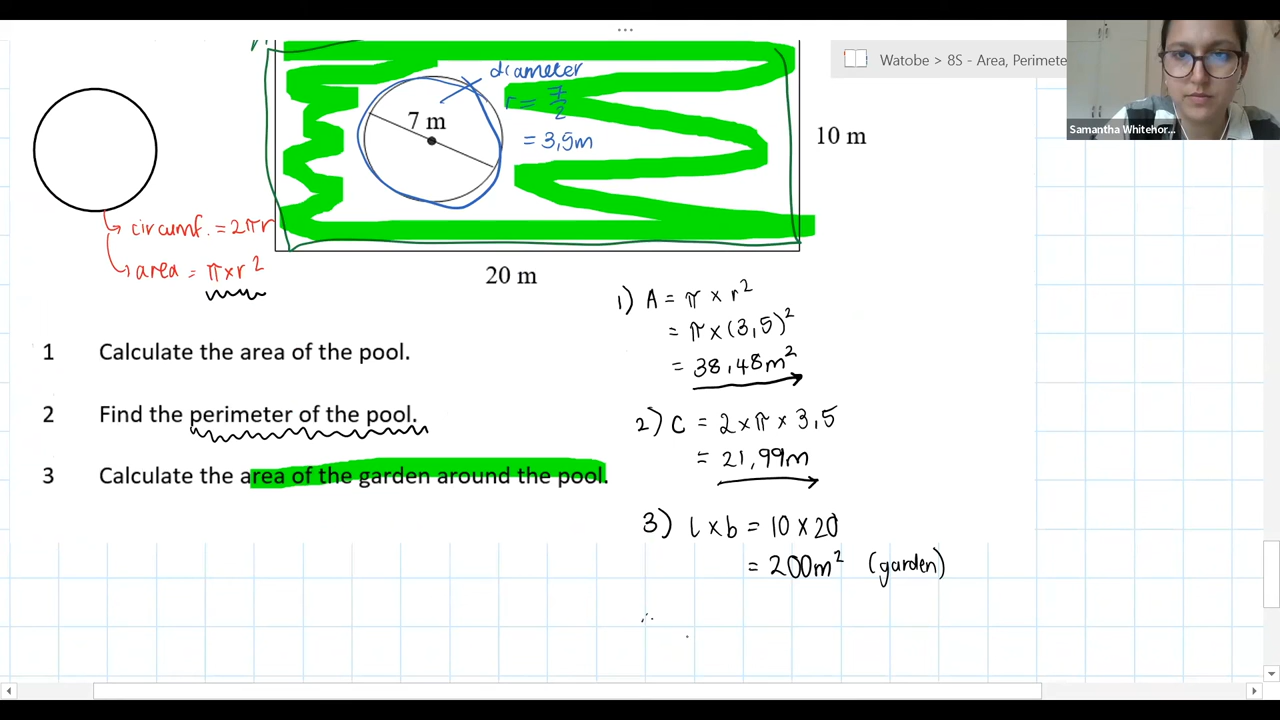 Watobe > 8S - Area, Perimete
Samantha Whitehor...
diameter
r = 7/2
= 3,5m
7 m
10 m
20 m
circumf. = 2πr
area = π×r²
1) A = π × r²
= π × (3,5)²
= 38,48m²
1 Calculate the area of the pool.
2 Find the perimeter of the pool.
3 Calculate the area of the garden around the pool.
2) C = 2 × π × 3,5
= 21,99m
3) l × b = 10 × 20
= 200m² (garden)
∴